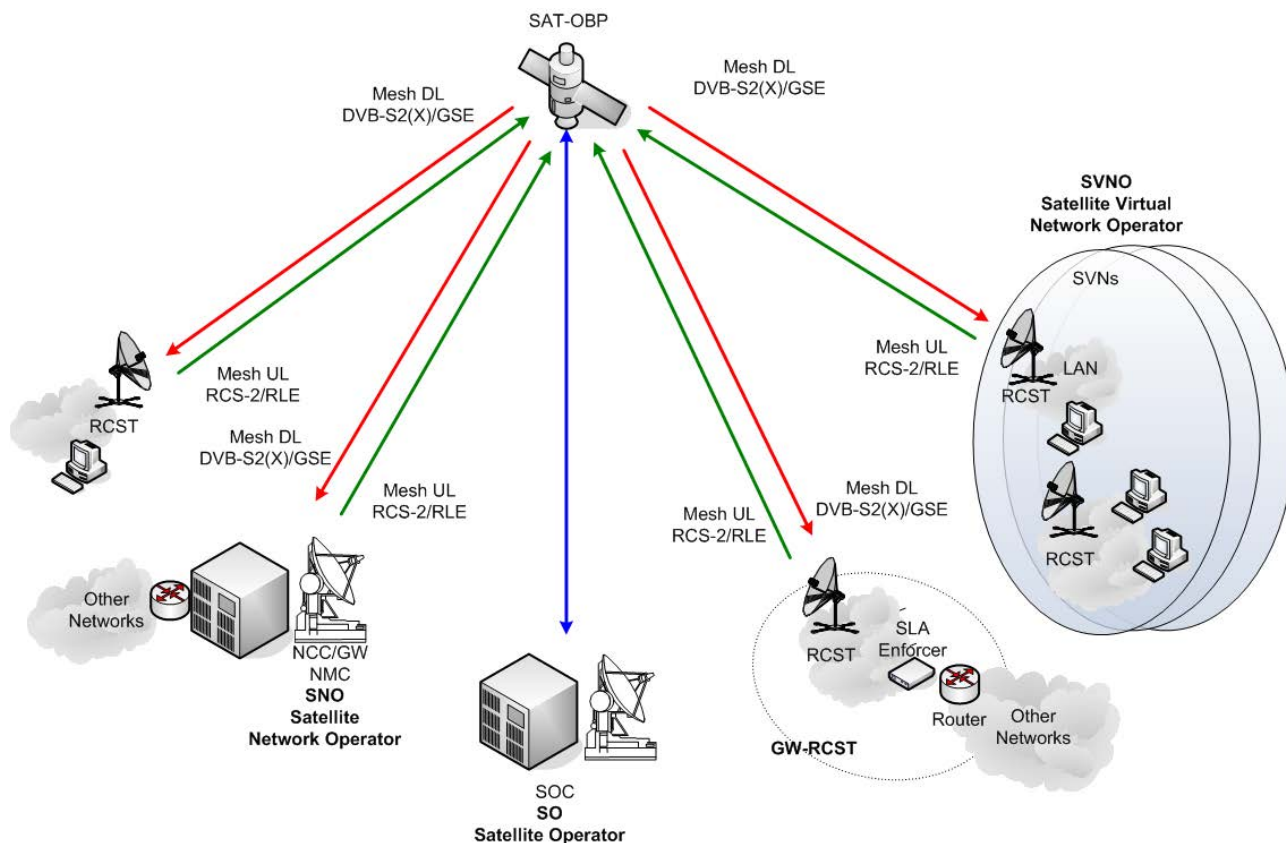 SAT-OBP
Mesh DL
DVB-S2(X)/GSE
Mesh DL
DVB-S2(X)/GSE
SVNO
Satellite Virtual
Network Operator
SVNs
Mesh UL
RCS-2/RLE
LAN
RCST
RCST
Mesh UL
RCS-2/RLE
RCST
Mesh DL
DVB-S2(X)/GSE
Mesh UL
RCS-2/RLE
Mesh DL
DVB-S2(X)/GSE
Mesh UL
RCS-2/RLE
Other
Networks
NCC/GW
NMC
SNO
Satellite
Network Operator
SOC
SO
Satellite Operator
RCST
SLA
Enforcer
Router
Other
Networks
GW-RCST